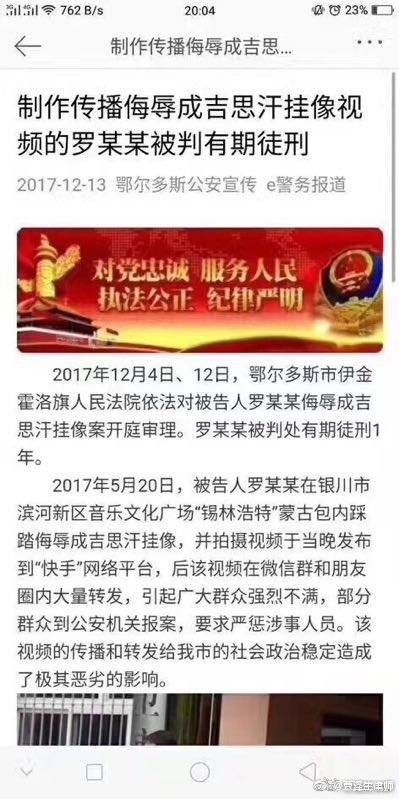 762 B/s 20:04 23%
制作传播侮辱成吉思...
制作传播侮辱成吉思汗挂像视
频的罗某某被判有期徒刑
2017-12-13 鄂尔多斯公安宣传 e警务报道
对党忠诚 服务人民
执法公正 纪律严明
2017年12月4日、12日，鄂尔多斯市伊金
霍洛旗人民法院依法对被告人罗某某侮辱成吉
思汗挂像案开庭审理。罗某某被判处有期徒刑1
年。
2017年5月20日，被告人罗某某在银川市
滨河新区音乐文化广场“锡林浩特”蒙古包内踩
踏侮辱成吉思汗挂像，并拍摄视频于当晚发布
到“快手”网络平台，后该视频在微信群和朋友
圈内大量转发，引起广大群众强烈不满，部分
群众到公安机关报案，要求严惩涉事人员。该
视频的传播和转发给我市的社会政治稳定造成
了极其恶劣的影响。